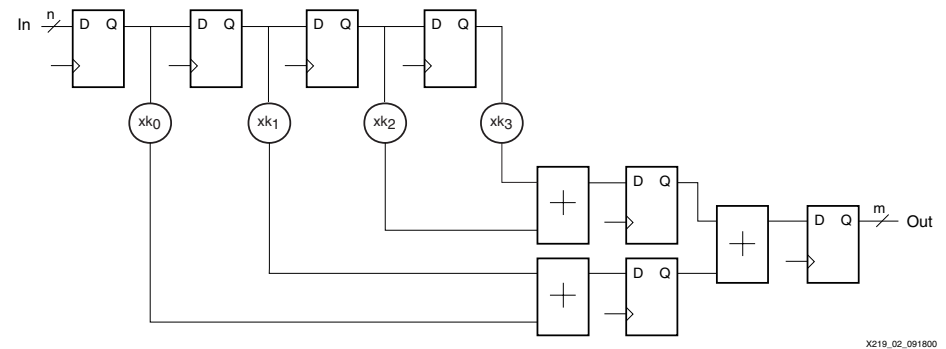 n
In D Q D Q D Q D Q
xk0 xk1 xk2 xk3
+ D Q
m
+ D Q Out
+ D Q
X219_02_091800